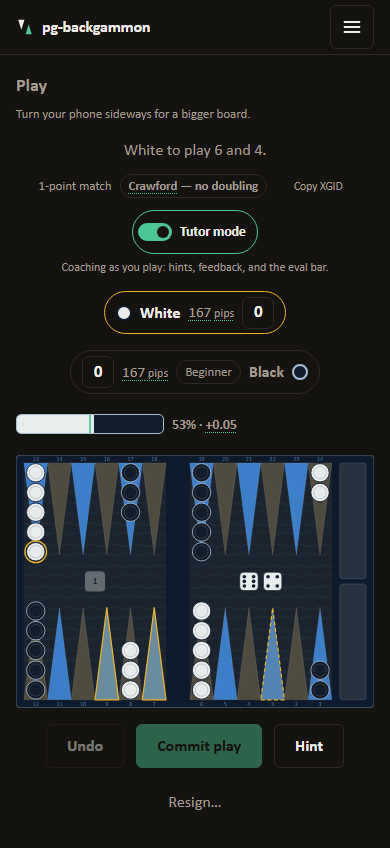 pg-backgammon
Play
Turn your phone sideways for a bigger board.
White to play 6 and 4.
1-point match Crawford — no doubling Copy XGID
Tutor mode
Coaching as you play: hints, feedback, and the eval bar.
White 167 pips 0
0 167 pips Beginner Black
53% · +0.05
13 14 15 16 17 18 19 20 21 22 23 24
1
12 11 10 9 8 7 6 5 4 3 2 1
Undo Commit play Hint
Resign...